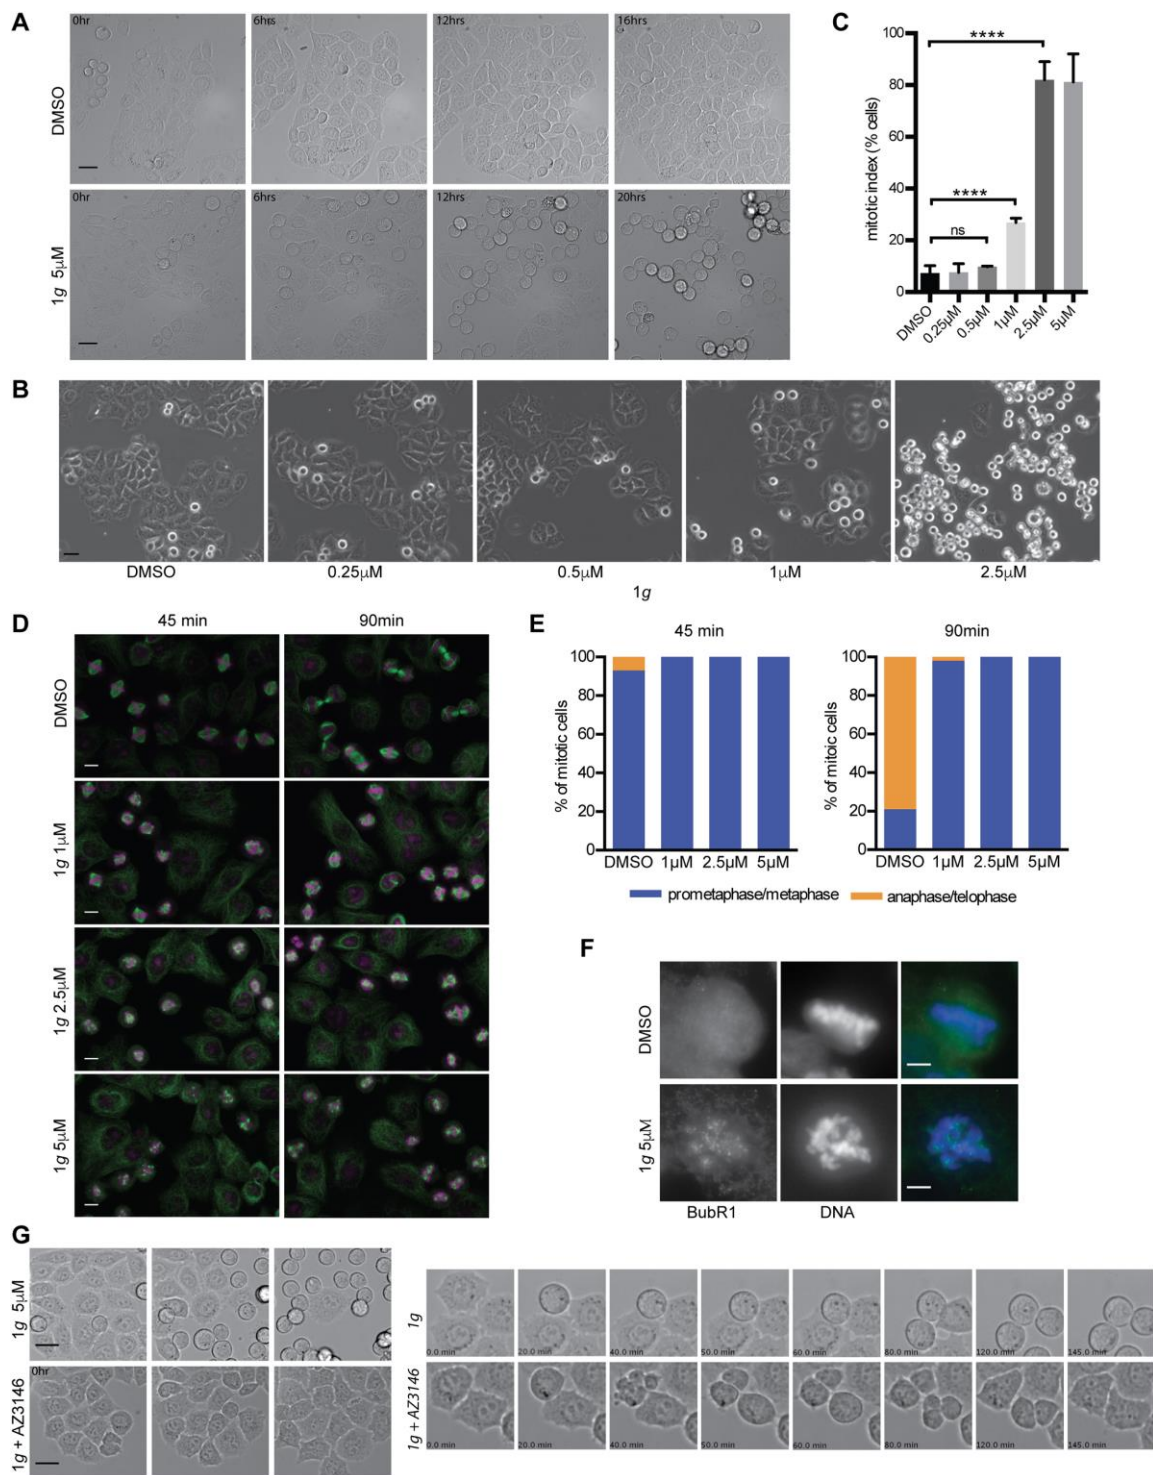 A
0hr 6hrs 12hrs 16hrs
DMSO
0hr 6hrs 12hrs 20hrs
1g 5µM
C
100
80
60
40
20
0
mitotic index (% cells)
****
****
ns
DMSO 0.25µM 0.5µM 1µM 2.5µM 5µM
B
DMSO 0.25µM 0.5µM 1µM 2.5µM
1g
D
45 min 90min
DMSO
1g 1µM
1g 2.5µM
1g 5µM
E
45 min 90min
% of mitotic cells
100
80
60
40
20
0
DMSO 1µM 2.5µM 5µM
% of mitoic cells
100
80
60
40
20
0
DMSO 1µM 2.5µM 5µM
prometaphase/metaphase anaphase/telophase
F
DMSO
1g 5µM
BubR1 DNA
G
1g 5µM
0hr
1g + AZ3146
1g
0.0 min 20.0 min 40.0 min 50.0 min 60.0 min 80.0 min 120.0 min 145.0 min
1g + AZ3146
0.0 min 20.0 min 40.0 min 50.0 min 60.0 min 80.0 min 120.0 min 145.0 min